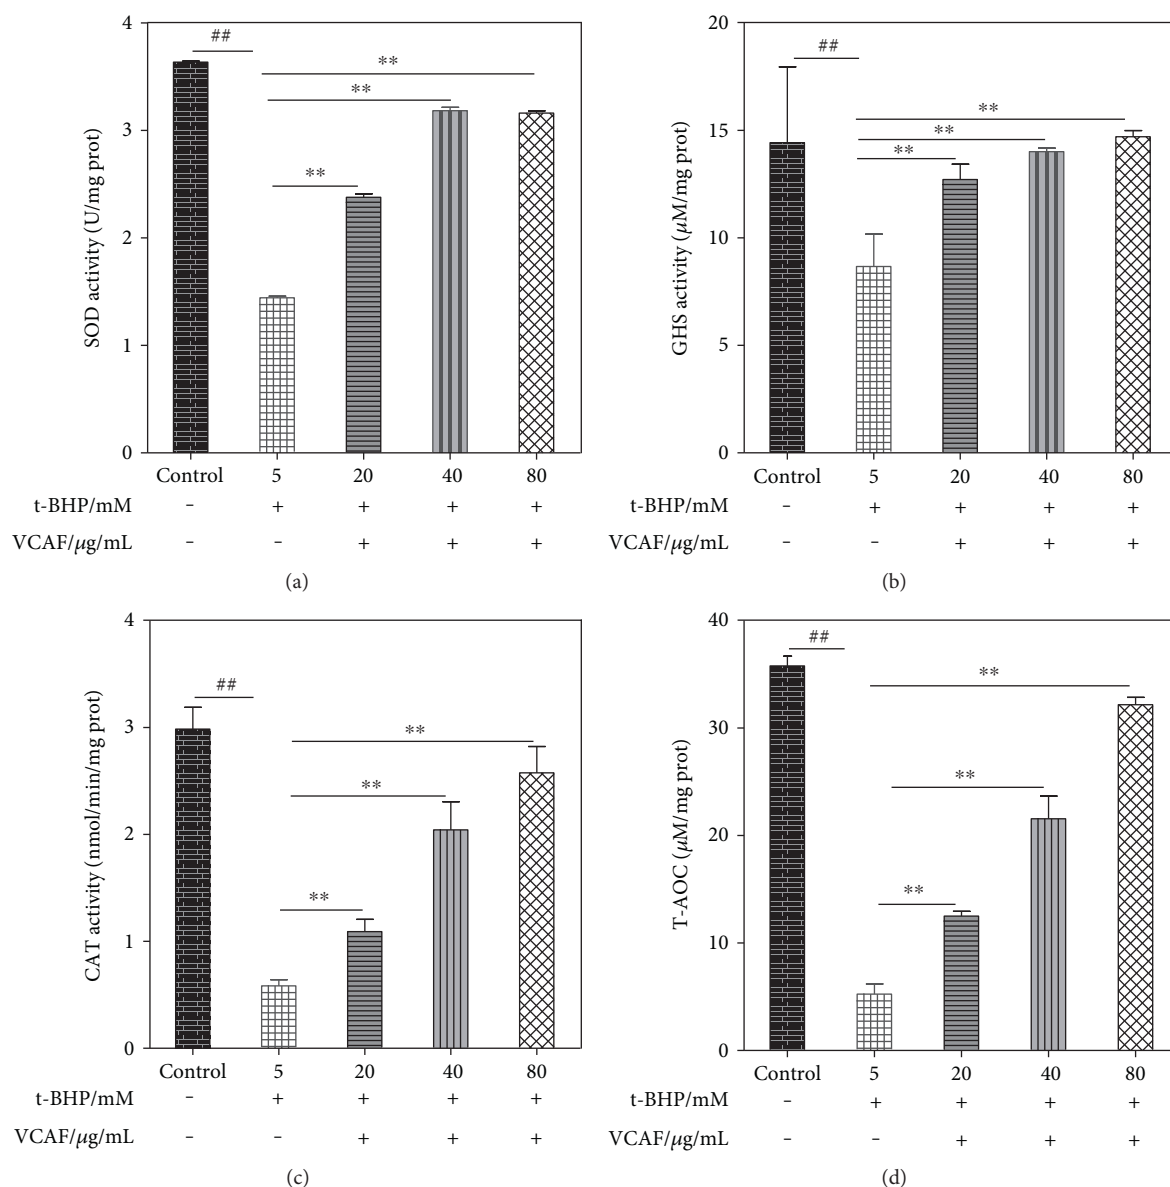 4
3
2
1
0
SOD activity (U/mg prot)
##
**
**
**
Control 5 20 40 80
t-BHP/mM – + + + +
VCAF/μg/mL – – + + +
(a)
20
15
10
5
0
GHS activity (μM/mg prot)
##
**
**
**
Control 5 20 40 80
t-BHP/mM – + + + +
VCAF/μg/mL – – + + +
(b)
4
3
2
1
0
CAT activity (nnmol/min/mg prot)
##
**
**
**
Control 5 20 40 80
t-BHP/mM – + + + +
VCAF/μg/mL – – + + +
(c)
40
30
20
10
0
T-AOC (μM/mg prot)
##
**
**
**
Control 5 20 40 80
t-BHP/mM – + + + +
VCAF/μg/mL – – + + +
(d)